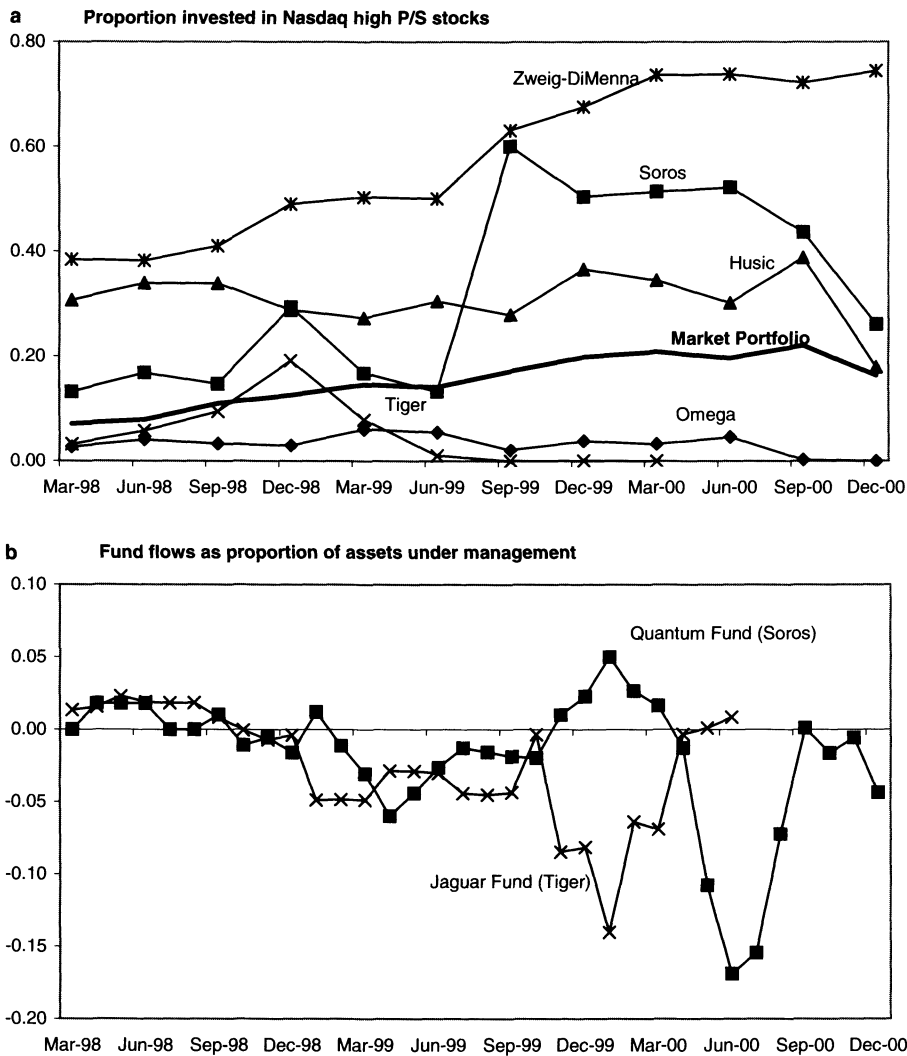 a Proportion invested in Nasdaq high P/S stocks
0.80
Zweig-DiMenna
0.60
Soros
0.40
Husic
Market Portfolio
0.20
Tiger
Omega
0.00
Mar-98 Jun-98 Sep-98 Dec-98 Mar-99 Jun-99 Sep-99 Dec-99 Mar-00 Jun-00 Sep-00 Dec-00
b Fund flows as proportion of assets under management
0.10
Quantum Fund (Soros)
0.05
0.00
-0.05
-0.10
Jaguar Fund (Tiger)
-0.15
-0.20
Mar-98 Jun-98 Sep-98 Dec-98 Mar-99 Jun-99 Sep-99 Dec-99 Mar-00 Jun-00 Sep-00 Dec-00